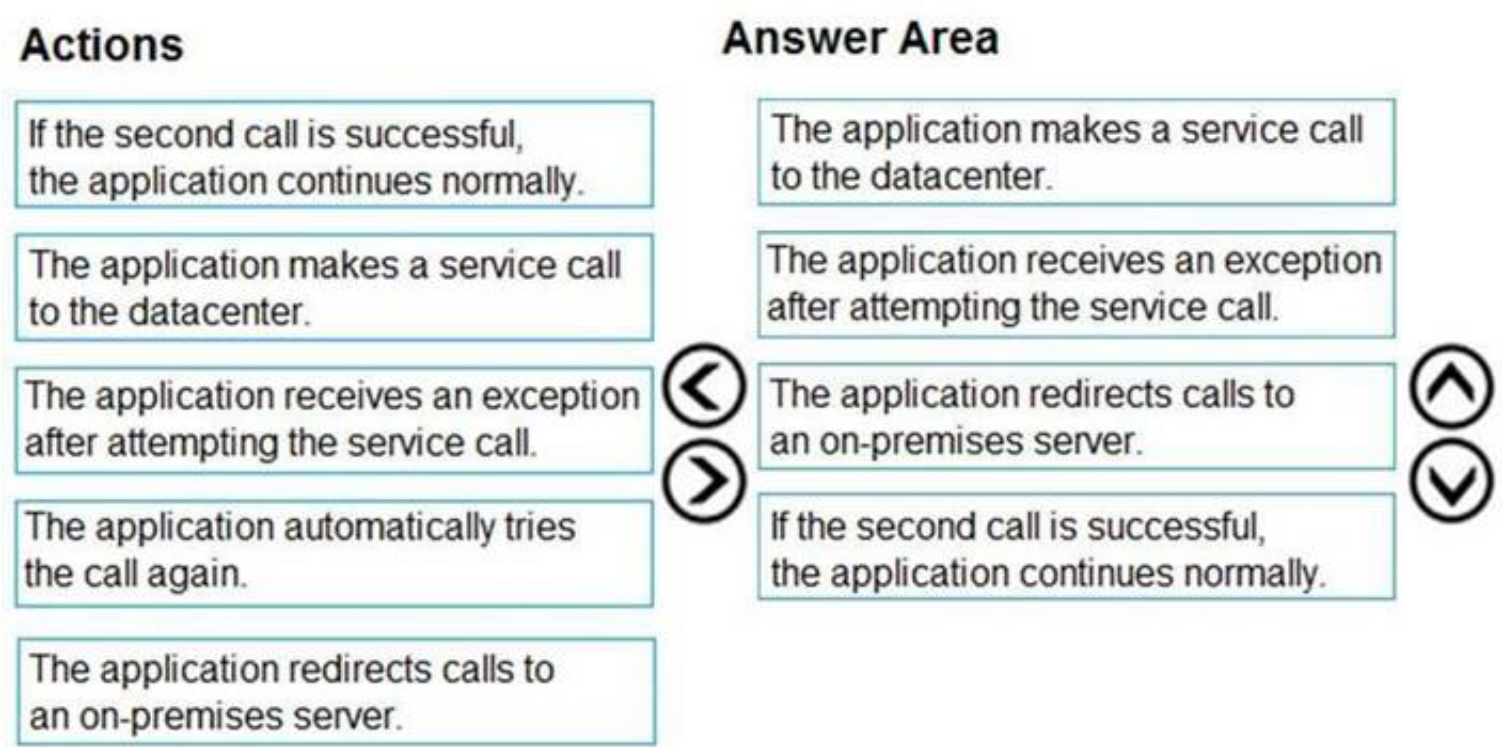 Actions
If the second call is successful,
the application continues normally.
The application makes a service call
to the datacenter.
The application receives an exception
after attempting the service call.
The application automatically tries
the call again.
The application redirects calls to
an on-premises server.
Answer Area
The application makes a service call
to the datacenter.
The application receives an exception
after attempting the service call.
The application redirects calls to
an on-premises server.
If the second call is successful,
the application continues normally.